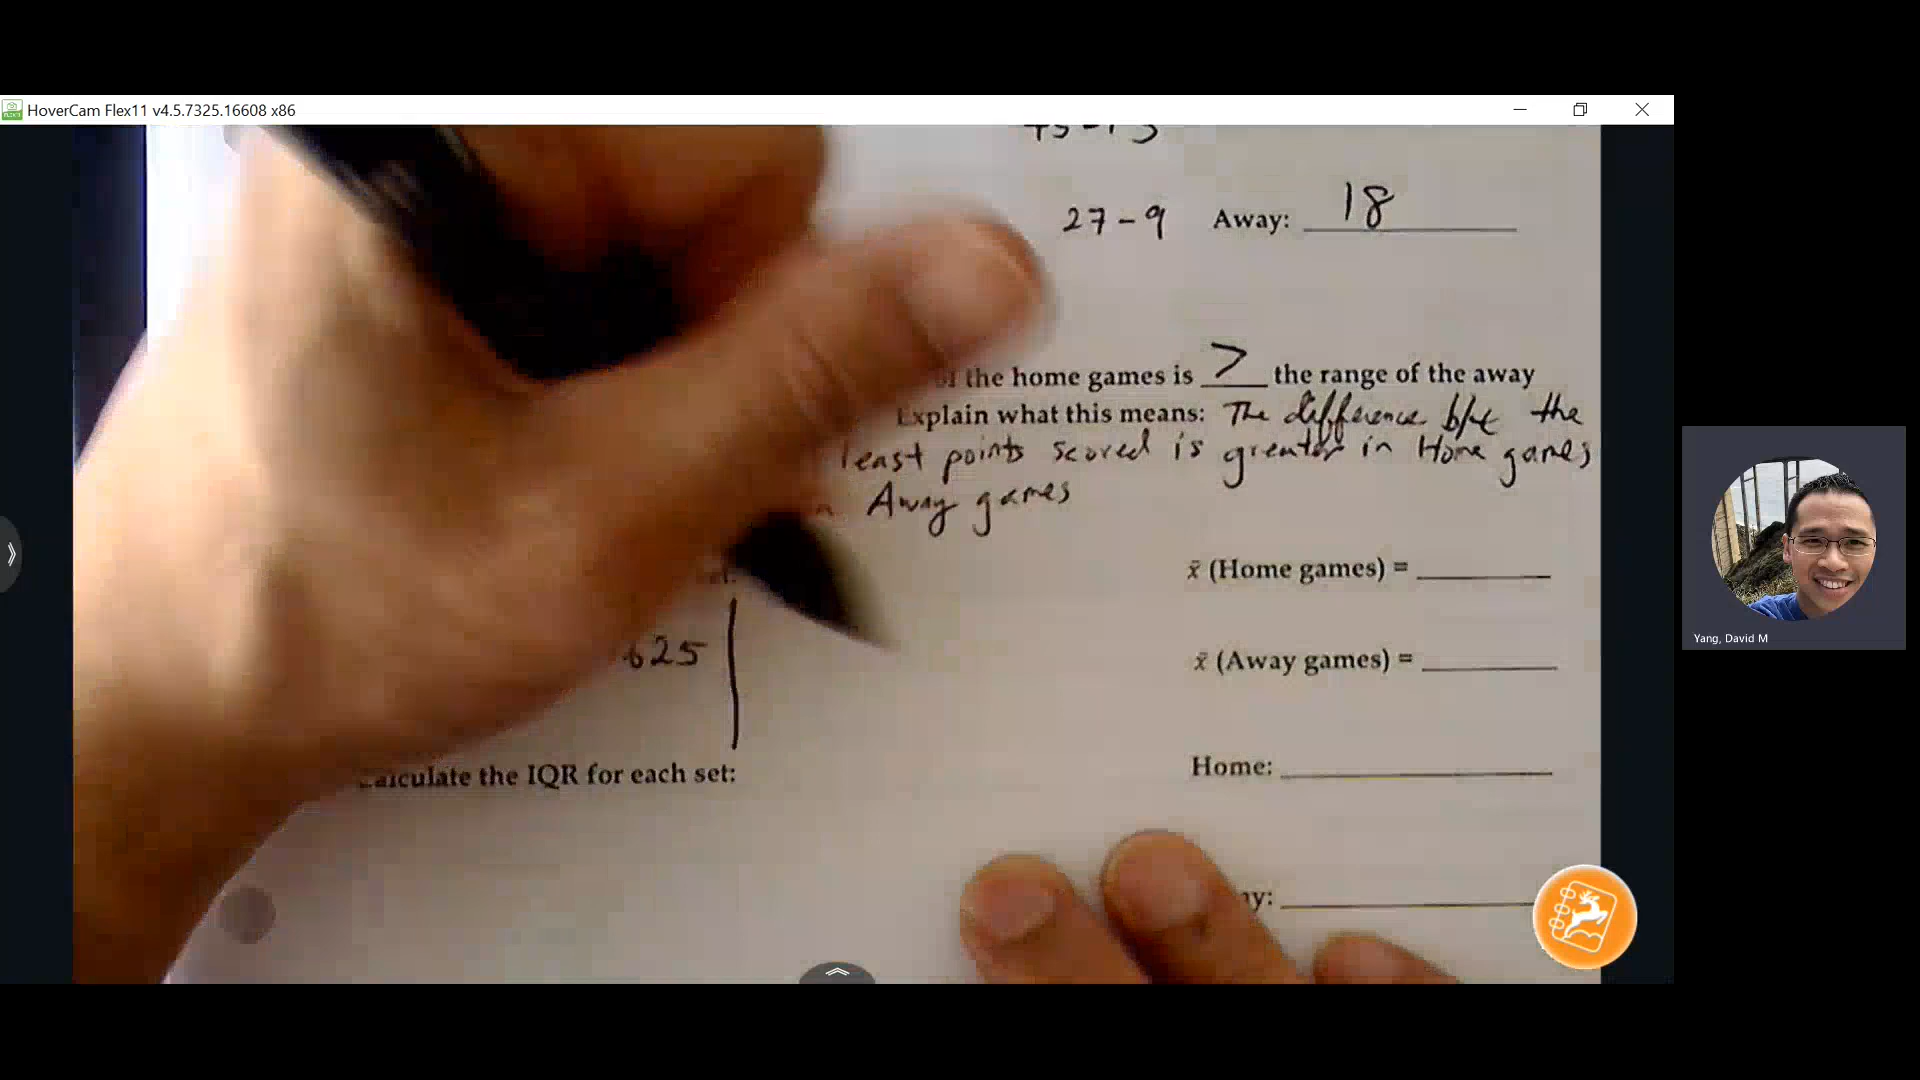 HoverCam Flex11 v4.5.7325.16608 x86
27-9 Away: 18
the home games is > the range of the away
Explain what this means: The difference b/t the
least points scored is greater in Home games
Away games
x̄ (Home games) =
625
x̄ (Away games) =
Calculate the IQR for each set:
Home:
Yang, David M